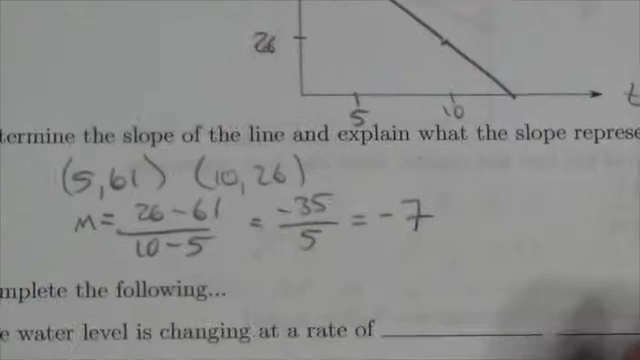 26
5 10 t
termine the slope of the line and explain what the slope represe
(5,61) (10,26)
m = 26-61 / 10-5 = -35 / 5 = -7
mplete the following...
e water level is changing at a rate of